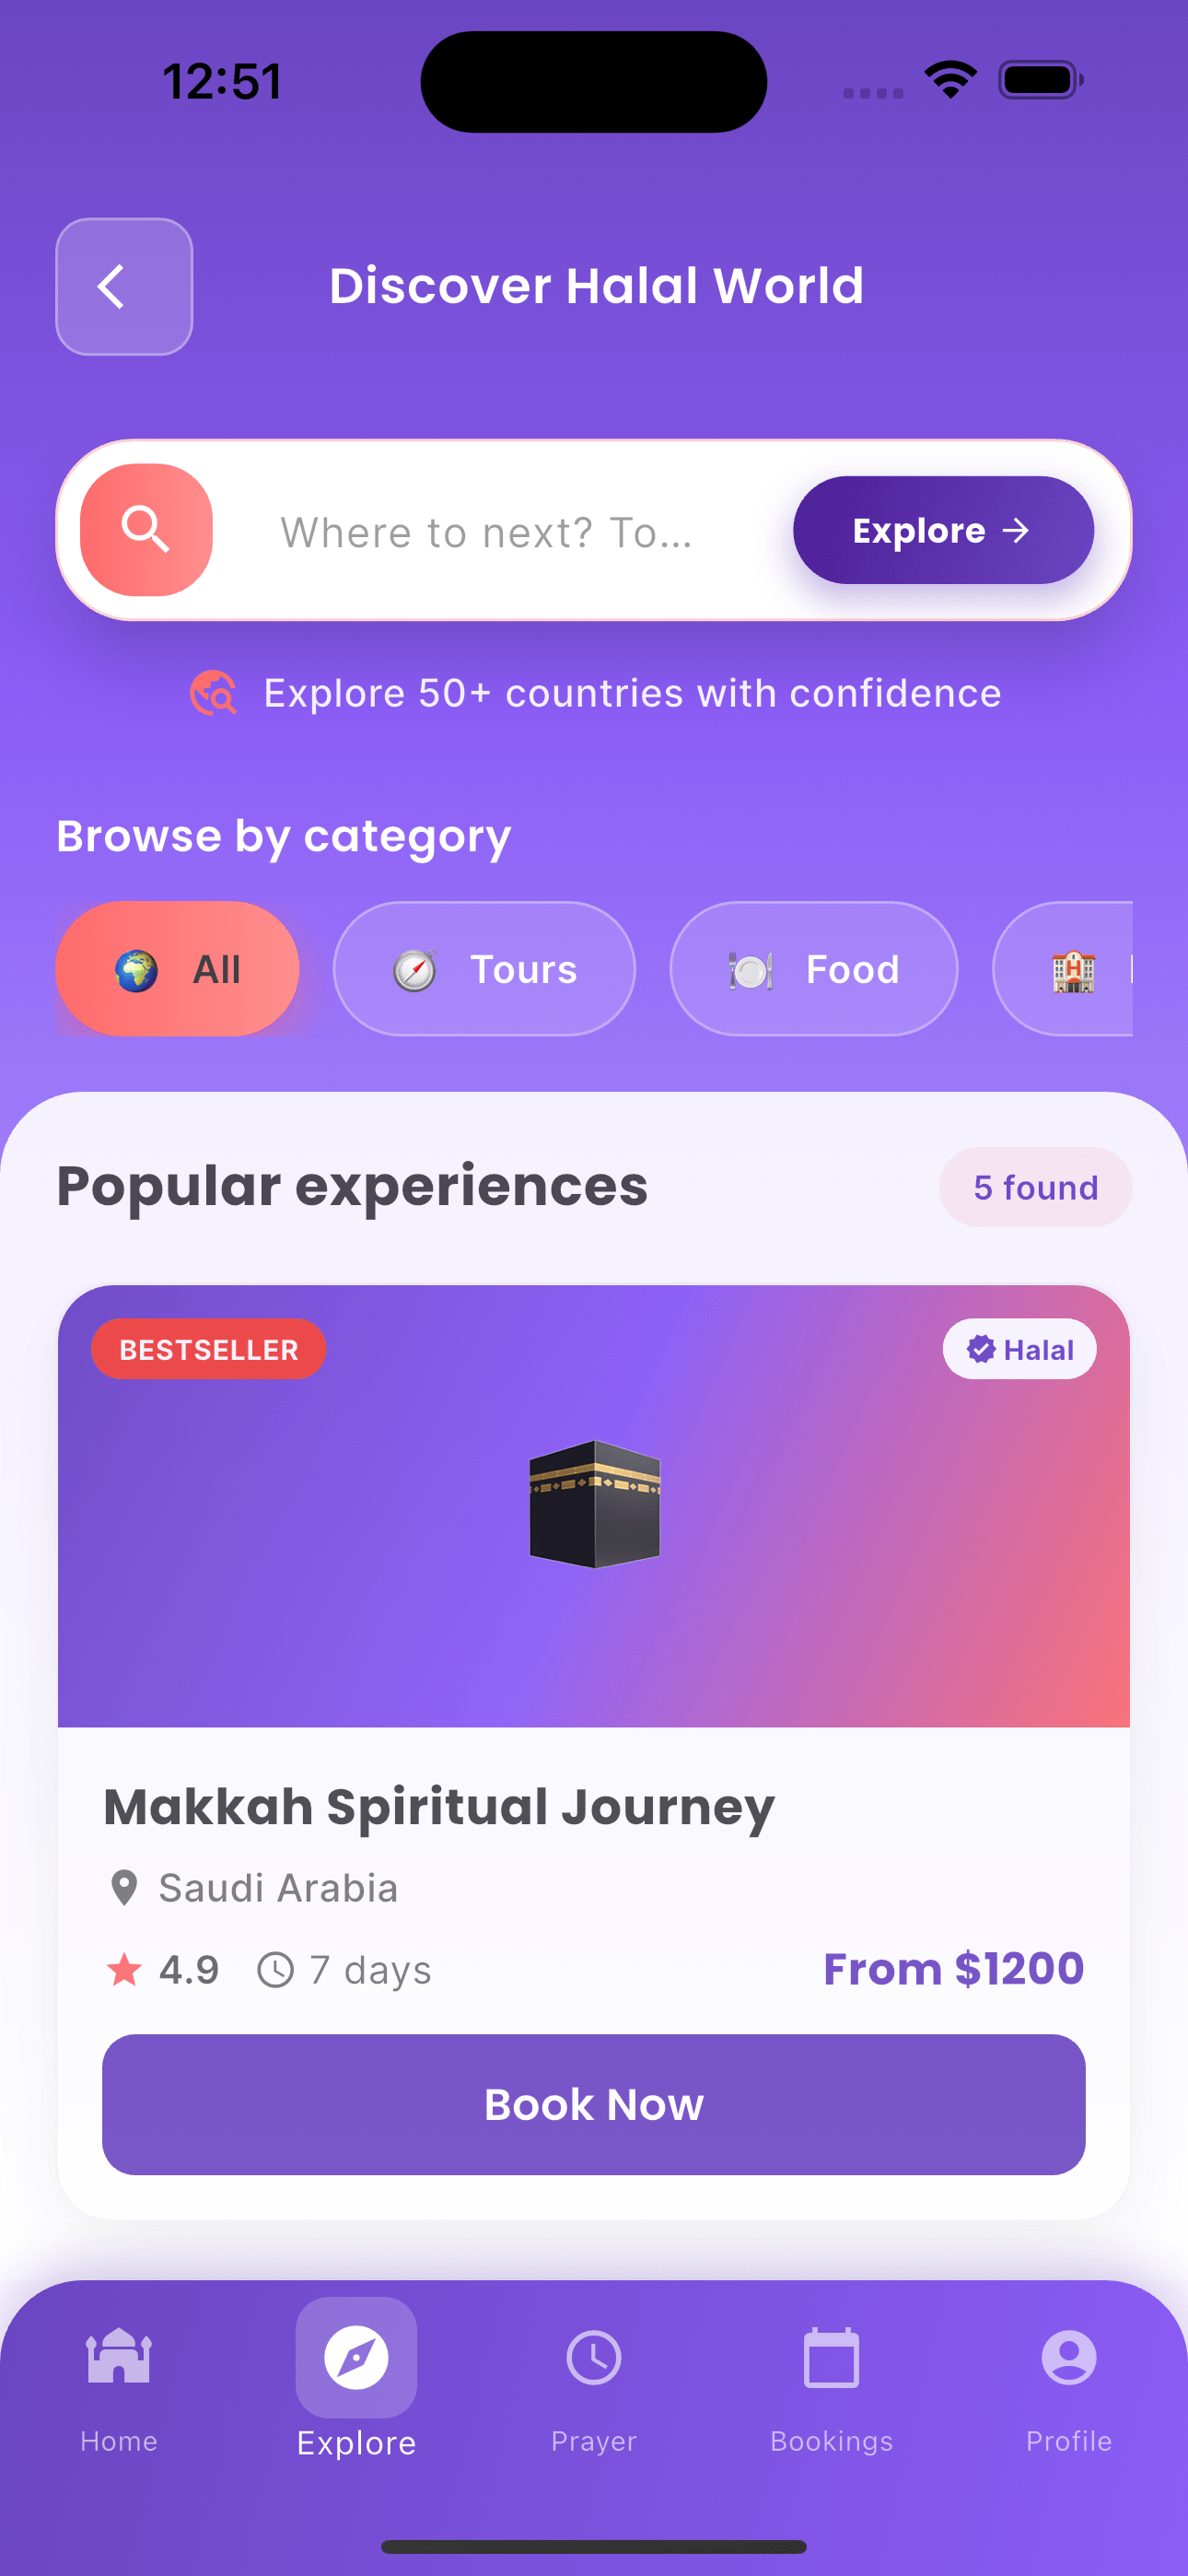 12:51
Discover Halal World
Where to next? To...
Explore →
Explore 50+ countries with confidence
Browse by category
All
Tours
Food
Popular experiences
5 found
BESTSELLER
Halal
Makkah Spiritual Journey
Saudi Arabia
4.9
7 days
From $1200
Book Now
Home
Explore
Prayer
Bookings
Profile